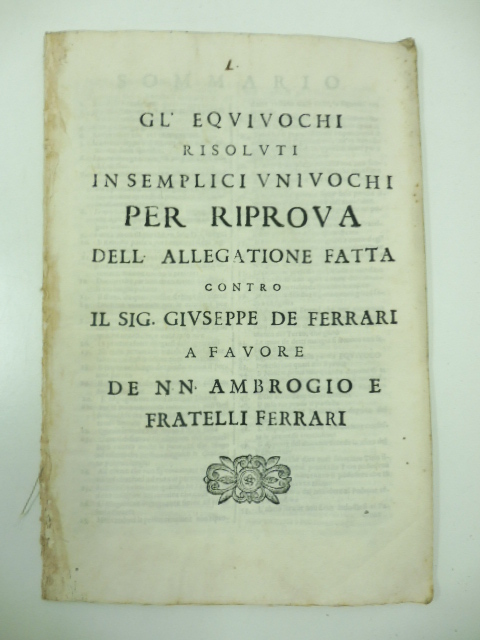 L.
GL' EQVIVOCHI
RISOLVTI
IN SEMPLICI VNIVOCHI
PER RIPROVA
DELL' ALLEGATIONE FATTA
CONTRO
IL SIG. GIVSEPPE DE FERRARI
A FAVORE
DE NN. AMBROGIO E
FRATELLI FERRARI
SOMMARIO